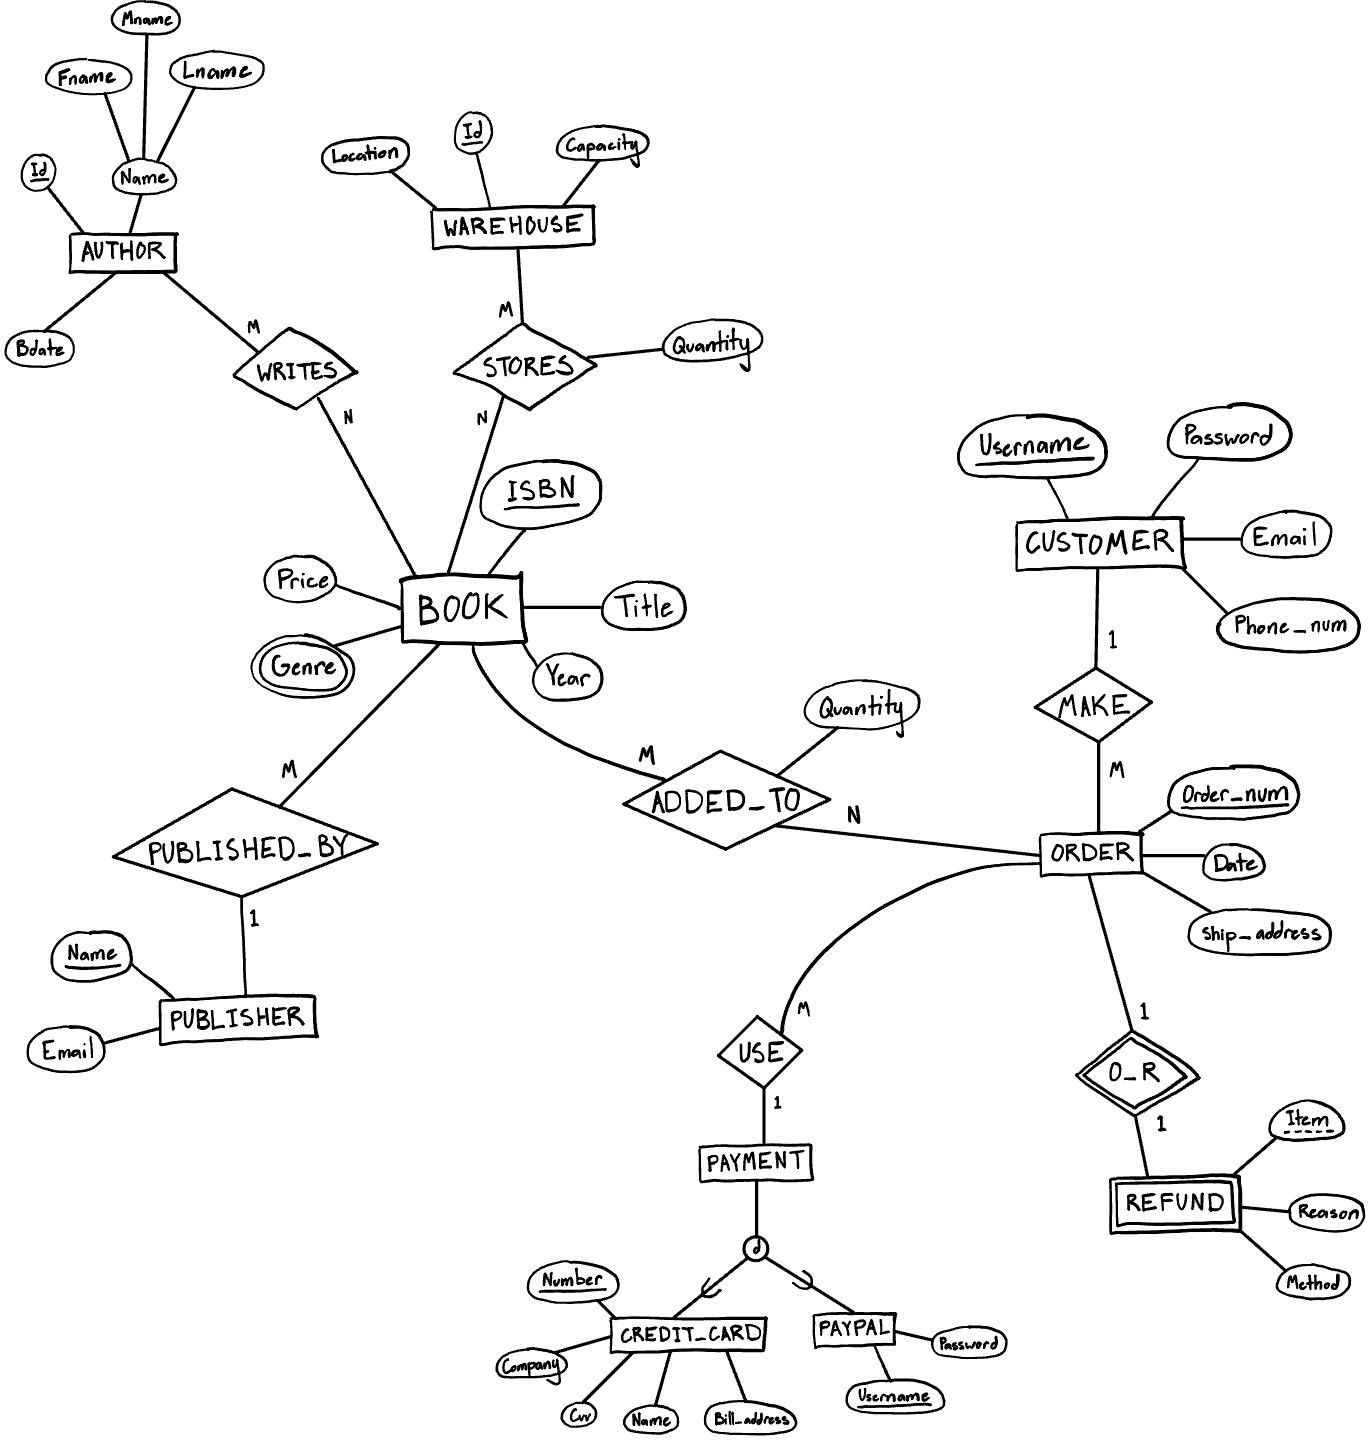 Mname
Fname
Lname
Id
Name
AUTHOR
Bdate
Location
Id
Capacity
WAREHOUSE
M
WRITES
N
M
STORES
Quantity
N
ISBN
Price
BOOK
Title
Genre
Year
Username
Password
CUSTOMER
Email
Phone_num
1
MAKE
M
Quantity
M
ADDED_TO
N
M
PUBLISHED_BY
1
Name
PUBLISHER
Email
Order_num
ORDER
Date
Ship_address
M
USE
1
PAYMENT
d
1
O_R
1
Item
REFUND
Reason
Method
Number
CREDIT_CARD
Company
Cvv
Name
Bill_address
PAYPAL
Password
Username